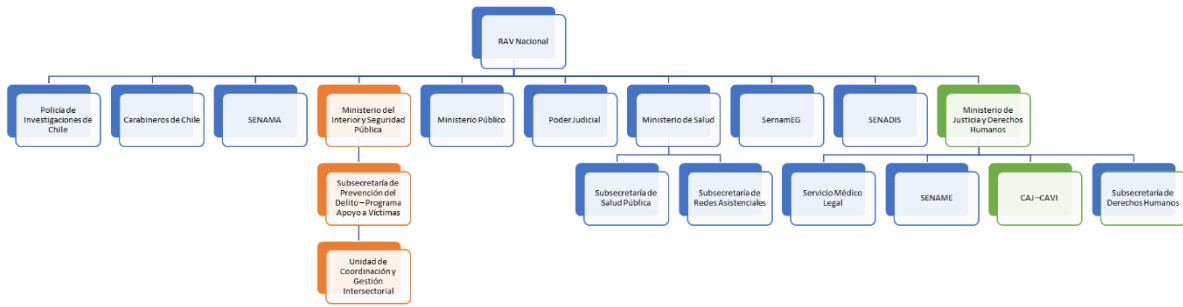 RAV Nacional
Policía de
Investigaciones de
Chile
Carabineros de Chile
SENAMA
Ministerio del
Interior y Seguridad
Pública
Ministerio Público
Poder Judicial
Ministerio de Salud
SernamEG
SENADIS
Ministerio de
Justicia y Derechos
Humanos
Subsecretaría de
Prevención del
Delito – Programa
Apoyo a Víctimas
Subsecretaría de
Salud Pública
Subsecretaría de
Redes Asistenciales
Servicio Médico
Legal
SENAME
CAJ – CAVI
Subsecretaría de
Derechos Humanos
Unidad de
Coordinación y
Gestión
Intersectorial